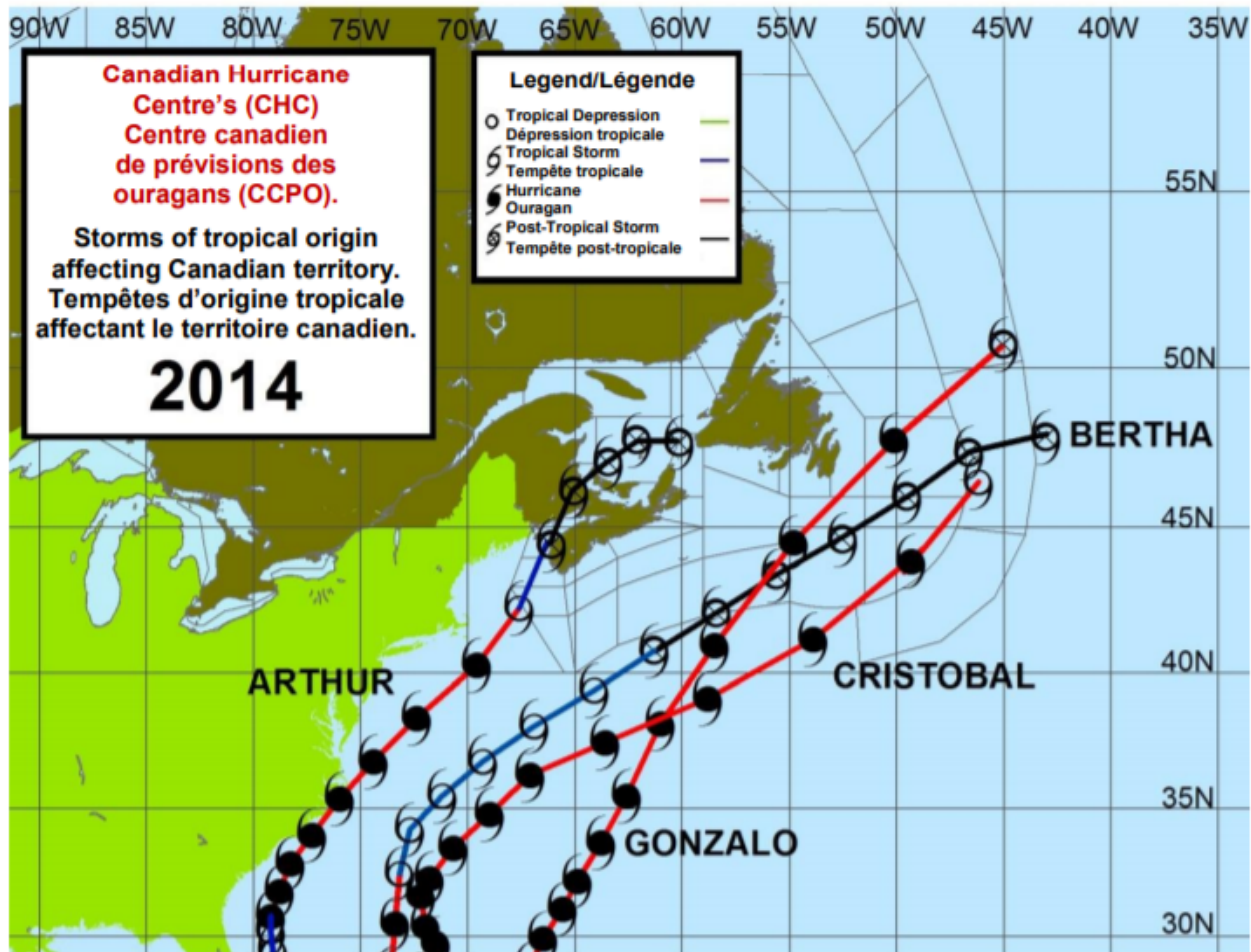 90W 85W 80W 75W 70W 65W 60W 55W 50W 45W 40W 35W
Canadian Hurricane
Centre's (CHC)
Centre canadien
de prévisions des
ouragans (CCPO).
Storms of tropical origin
affecting Canadian territory.
Tempêtes d'origine tropicale
affectant le territoire canadien.
2014
Legend/Légende
Tropical Depression
Dépression tropicale
Tropical Storm
Tempête tropicale
Hurricane
Ouragan
Post-Tropical Storm
Tempête post-tropicale
55N
50N
BERTHA
45N
ARTHUR
CRISTOBAL
40N
35N
GONZALO
30N